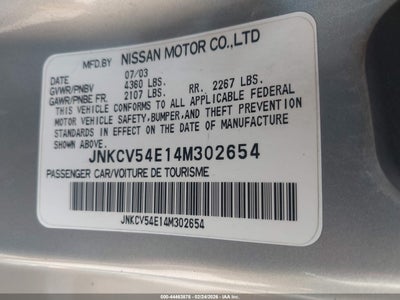 MFD.BY NISSAN MOTOR CO.,LTD
DATE 07/03
GVWR/PNBV 4360 LBS.
GAWR/PNBE FR. 2107 LBS. RR. 2267 LBS.
THIS VEHICLE CONFORMS TO ALL APPLICABLE FEDERAL
MOTOR VEHICLE SAFETY,BUMPER,AND THEFT PREVENTION
STANDARDS IN EFFECT ON THE DATE OF MANUFACTURE
SHOWN ABOVE.
JNKCV54E14M302654
PASSENGER CAR/VOITURE DE TOURISME
JNKCV54E14M302654